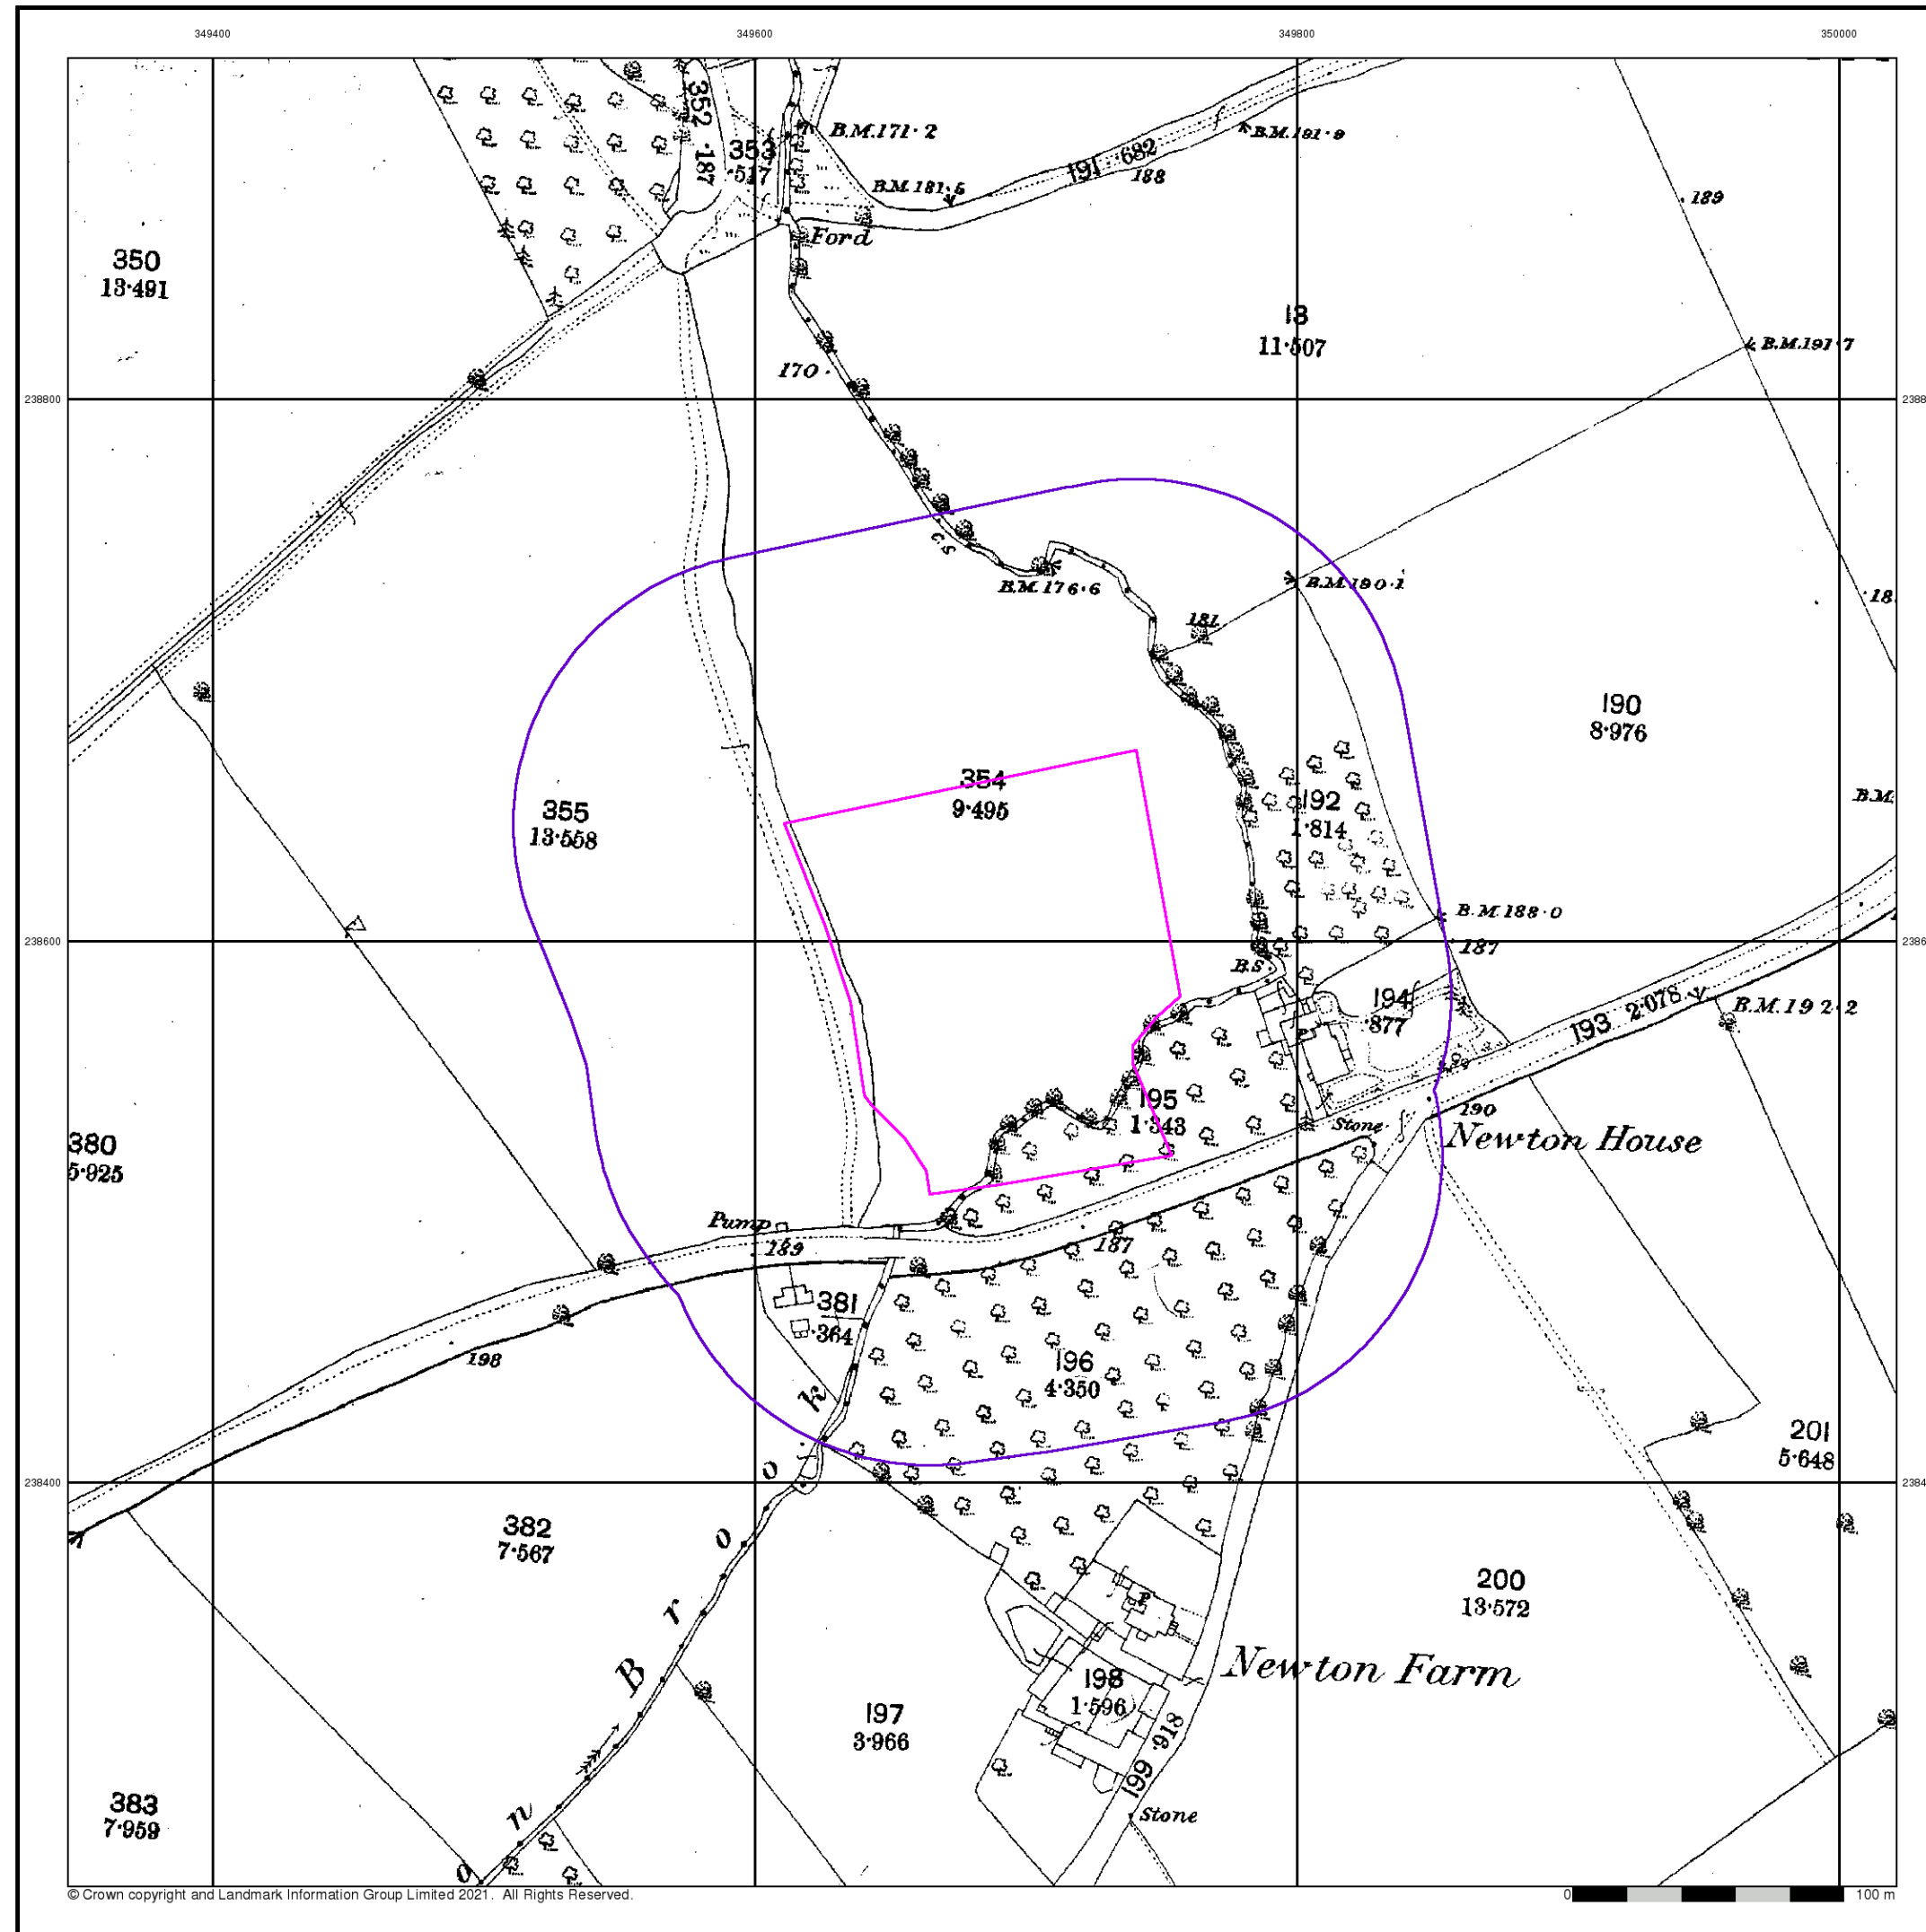 349400
349600
349800
350000
352 ·187
353
·517
B.M.171·2
B.M.181·5
191 ·682
188
B.M.191·9
189
Ford
350
13·491
18
11·507
B.M.191·7
170
238800
C.S
B.M.176·6
B.M.190·1
181
190
8·976
354
9·495
355
13·558
192
1·814
B.M.
B.M.188·0
187
238600
B.S
194
·877
193 2·078
B.M.192·2
195
1·343
190
Stone
Newton House
380
5·925
Pump
189
187
381
·364
198
196
4·350
201
5·648
238400
382
7·567
200
13·572
Newton Farm
198
1·596
197
3·966
199 ·918
Stone
383
7·959
o n B r o o k
© Crown copyright and Landmark Information Group Limited 2021. All Rights Reserved.
0 100 m